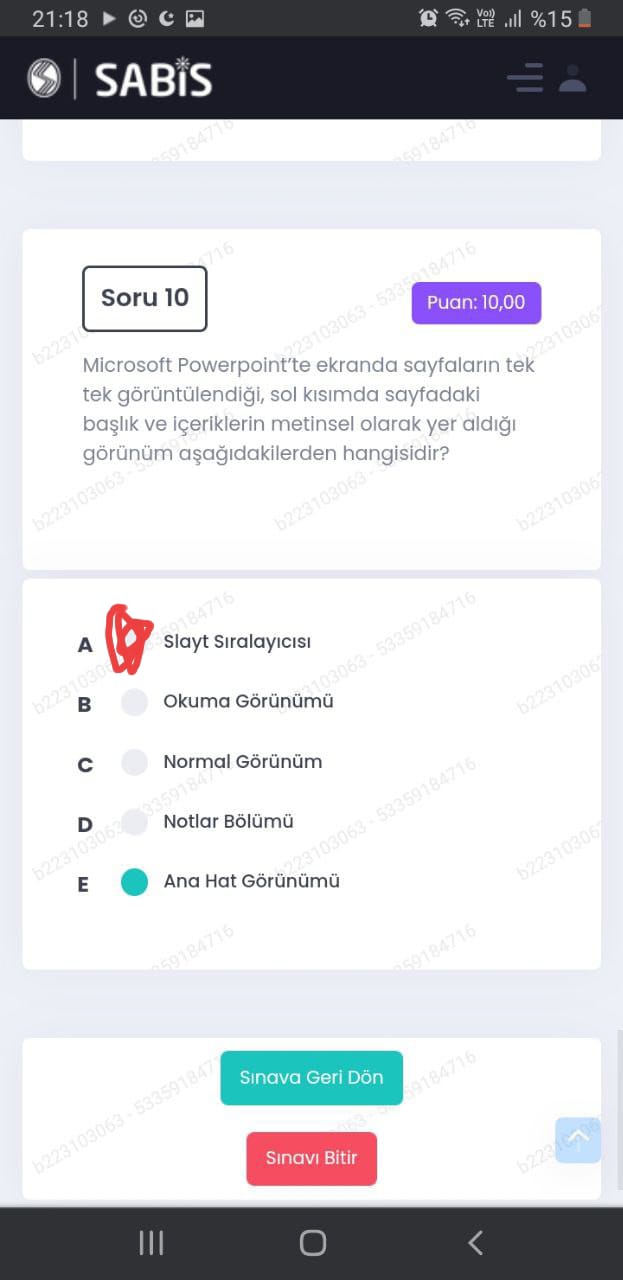 21:18
Vo)) LTE
%15
SABİS
Soru 10
Puan: 10,00
Microsoft Powerpoint’te ekranda sayfaların tek
tek görüntülendiği, sol kısımda sayfadaki
başlık ve içeriklerin metinsel olarak yer aldığı
görünüm aşağıdakilerden hangisidir?
A Slayt Sıralayıcısı
B Okuma Görünümü
C Normal Görünüm
D Notlar Bölümü
E Ana Hat Görünümü
Sınava Geri Dön
Sınavı Bitir
b223103063 - 53359184716